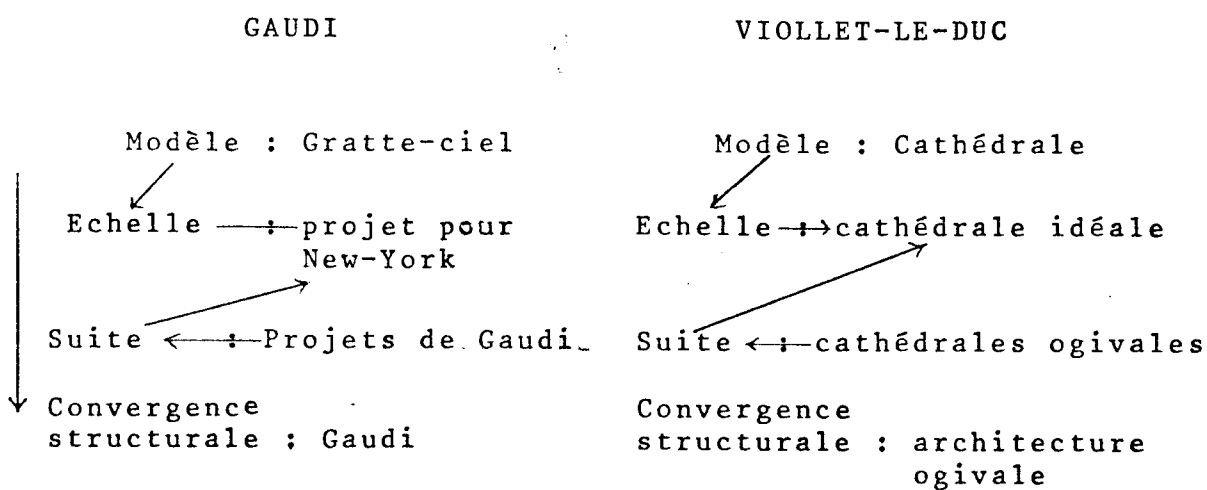 GAUDI
Modèle : Gratte-ciel
Echelle : projet pour
New-York
Suite : Projets de Gaudi
Convergence
structurale : Gaudi
VIOLLET-LE-DUC
Modèle : Cathédrale
Echelle : cathédrale idéale
Suite : cathédrales ogivales
Convergence
structurale : architecture
ogivale